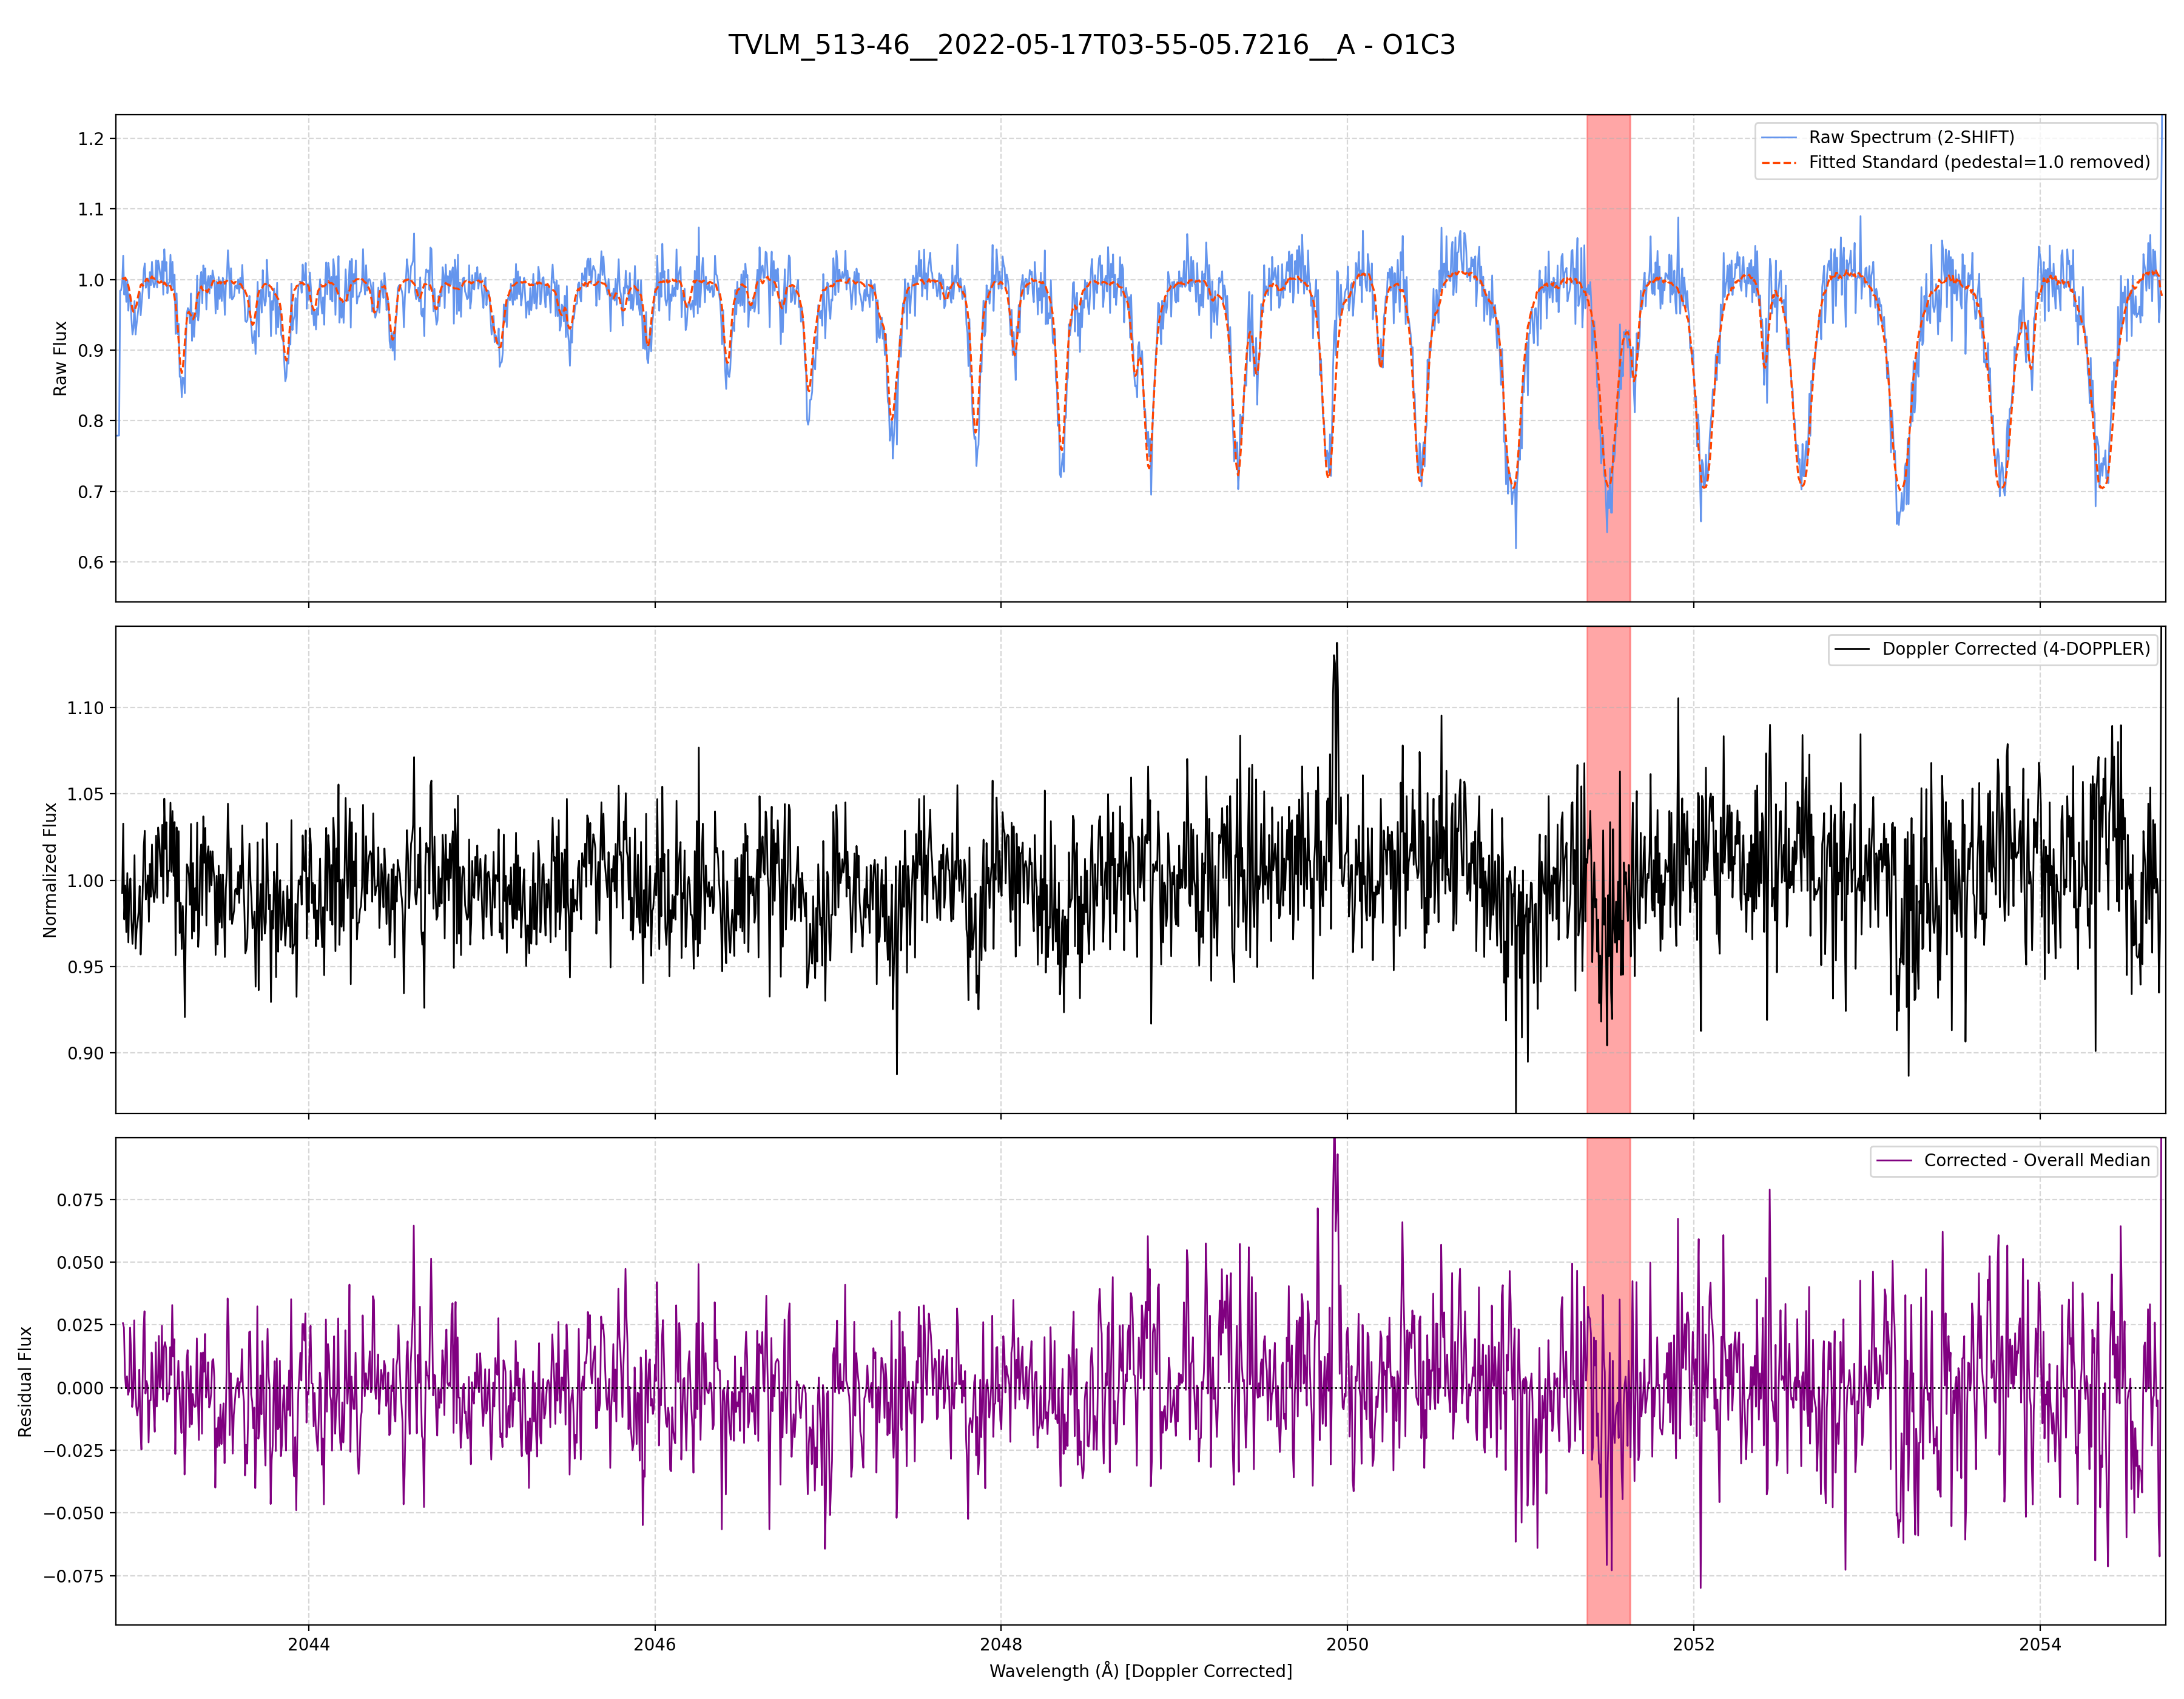 TVLM_513-46__2022-05-17T03-55-05.7216__A - O1C3
Raw Spectrum (2-SHIFT)
Fitted Standard (pedestal=1.0 removed)
Raw Flux
1.2
1.1
1.0
0.9
0.8
0.7
0.6
Doppler Corrected (4-DOPPLER)
Normalized Flux
1.10
1.05
1.00
0.95
0.90
Corrected - Overall Median
Residual Flux
0.075
0.050
0.025
0.000
−0.025
−0.050
−0.075
2044 2046 2048 2050 2052 2054
Wavelength (Å) [Doppler Corrected]